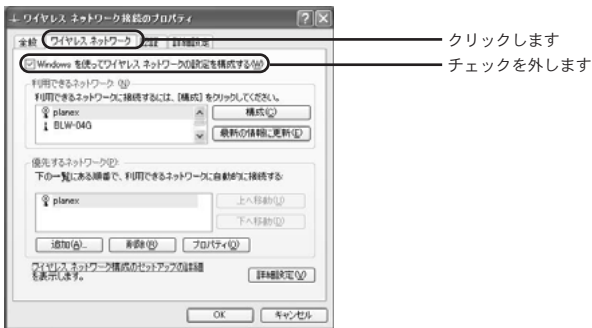 ワイヤレス ネットワーク接続のプロパティ
全般 ワイヤレス ネットワーク 認証 詳細設定
クリックします
Windows を使ってワイヤレス ネットワークの設定を構成する(W)
チェックを外します
利用できるネットワーク(N)
利用できるネットワークに接続するには、[構成] をクリックしてください。
planex
構成(C)
BLW-04G
最新の情報に更新(E)
優先するネットワーク(P):
下の一覧にある順番で、利用できるネットワークに自動的に接続する:
planex
上へ移動(U)
下へ移動(D)
追加(A)... 削除(R) プロパティ(O)
ワイヤレス ネットワーク構成のセットアップの詳細
を表示します。
詳細設定(V)
OK キャンセル